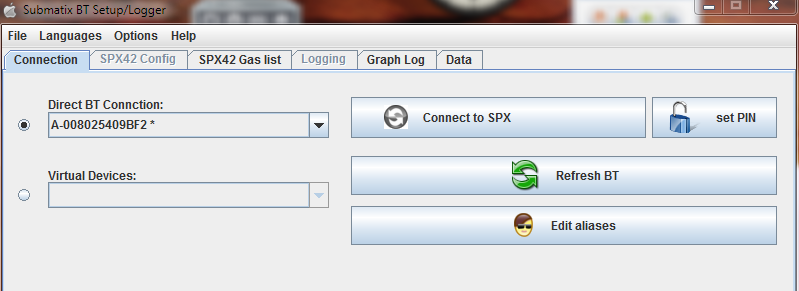 Submatix BT Setup/Logger
File Languages Options Help
Connection SPX42 Config SPX42 Gas list Logging Graph Log Data
Direct BT Connction:
A-008025409BF2 *
Connect to SPX
set PIN
Virtual Devices:
Refresh BT
Edit aliases